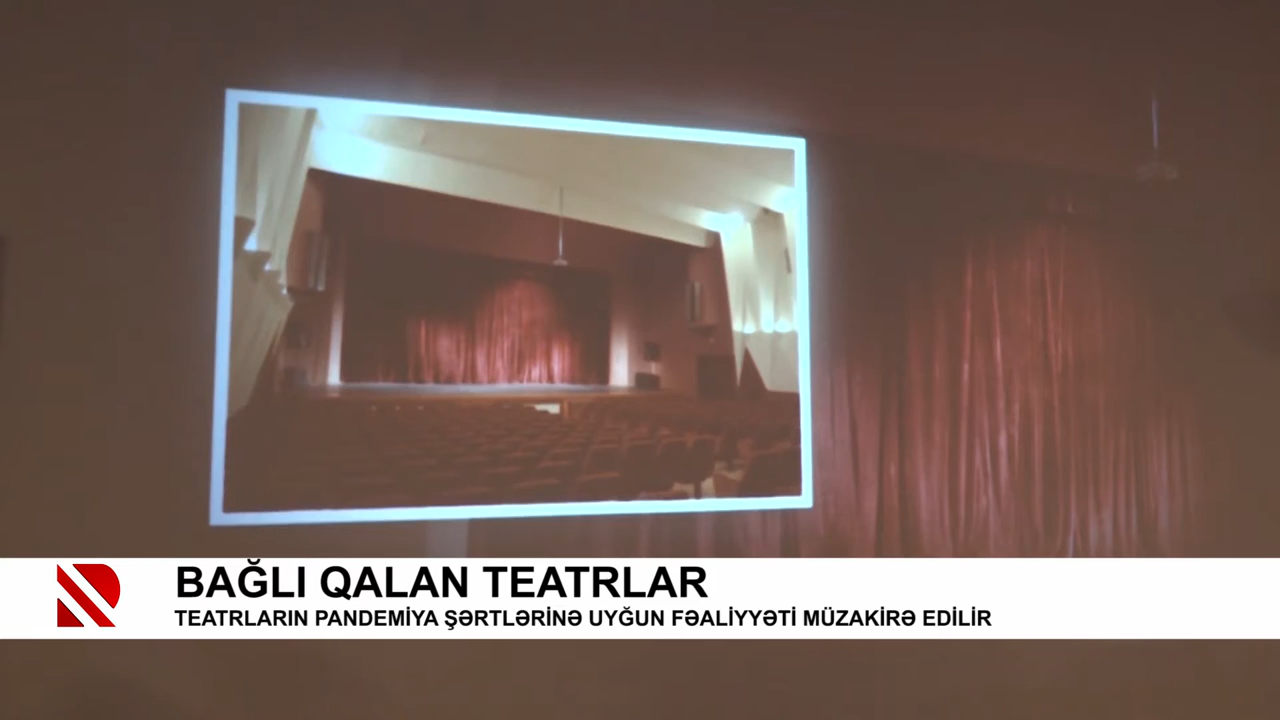 BAĞLI QALAN TEATRLAR
TEATRLARIN PANDEMİYA ŞƏRTLƏRİNƏ UYĞUN FƏALİYYƏTİ MÜZAKİRƏ EDİLİR